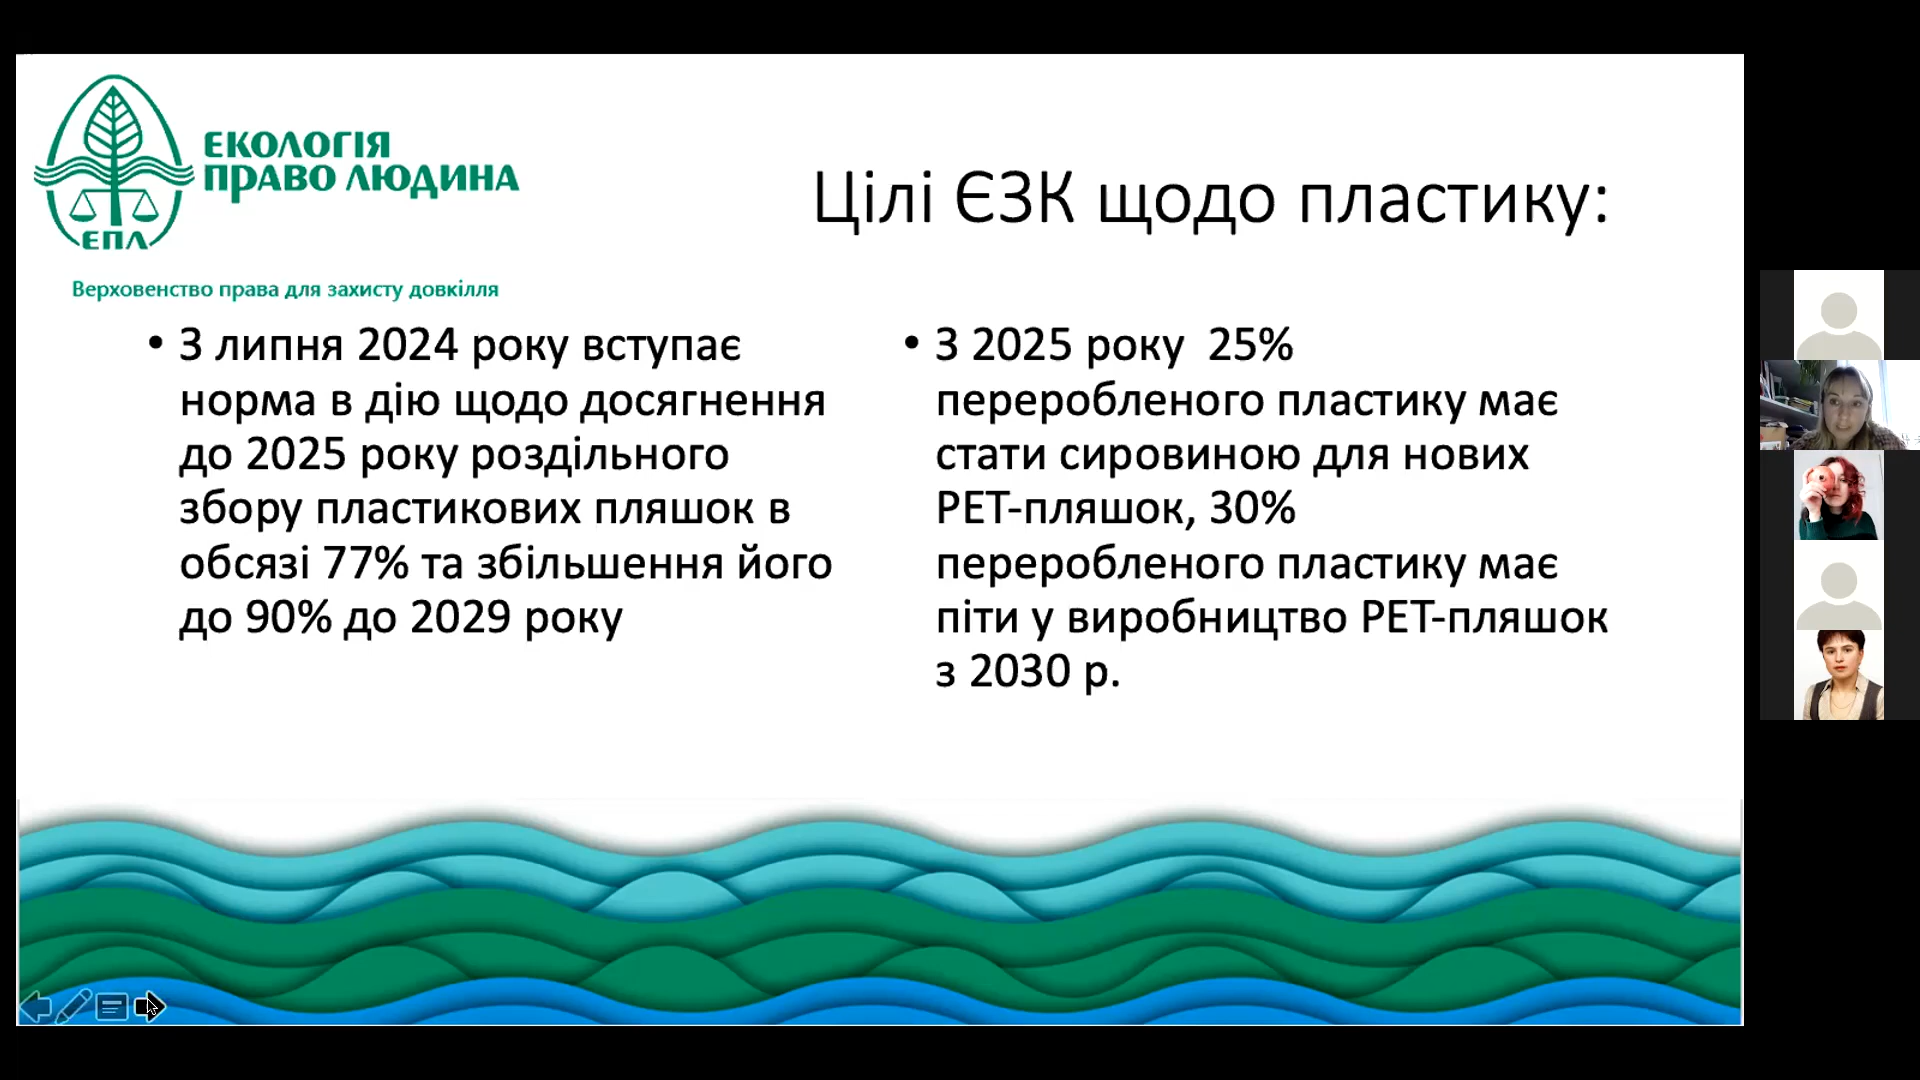 ЕКОЛОГІЯ
ПРАВО ЛЮДИНА
ЕПЛ
Верховенство права для захисту довкілля
Цілі ЄЗК щодо пластику:
• З липня 2024 року вступає
норма в дію щодо досягнення
до 2025 року роздільного
збору пластикових пляшок в
обсязі 77% та збільшення його
до 90% до 2029 року
• З 2025 року 25%
переробленого пластику має
стати сировиною для нових
PET-пляшок, 30%
переробленого пластику має
піти у виробництво PET-пляшок
з 2030 р.